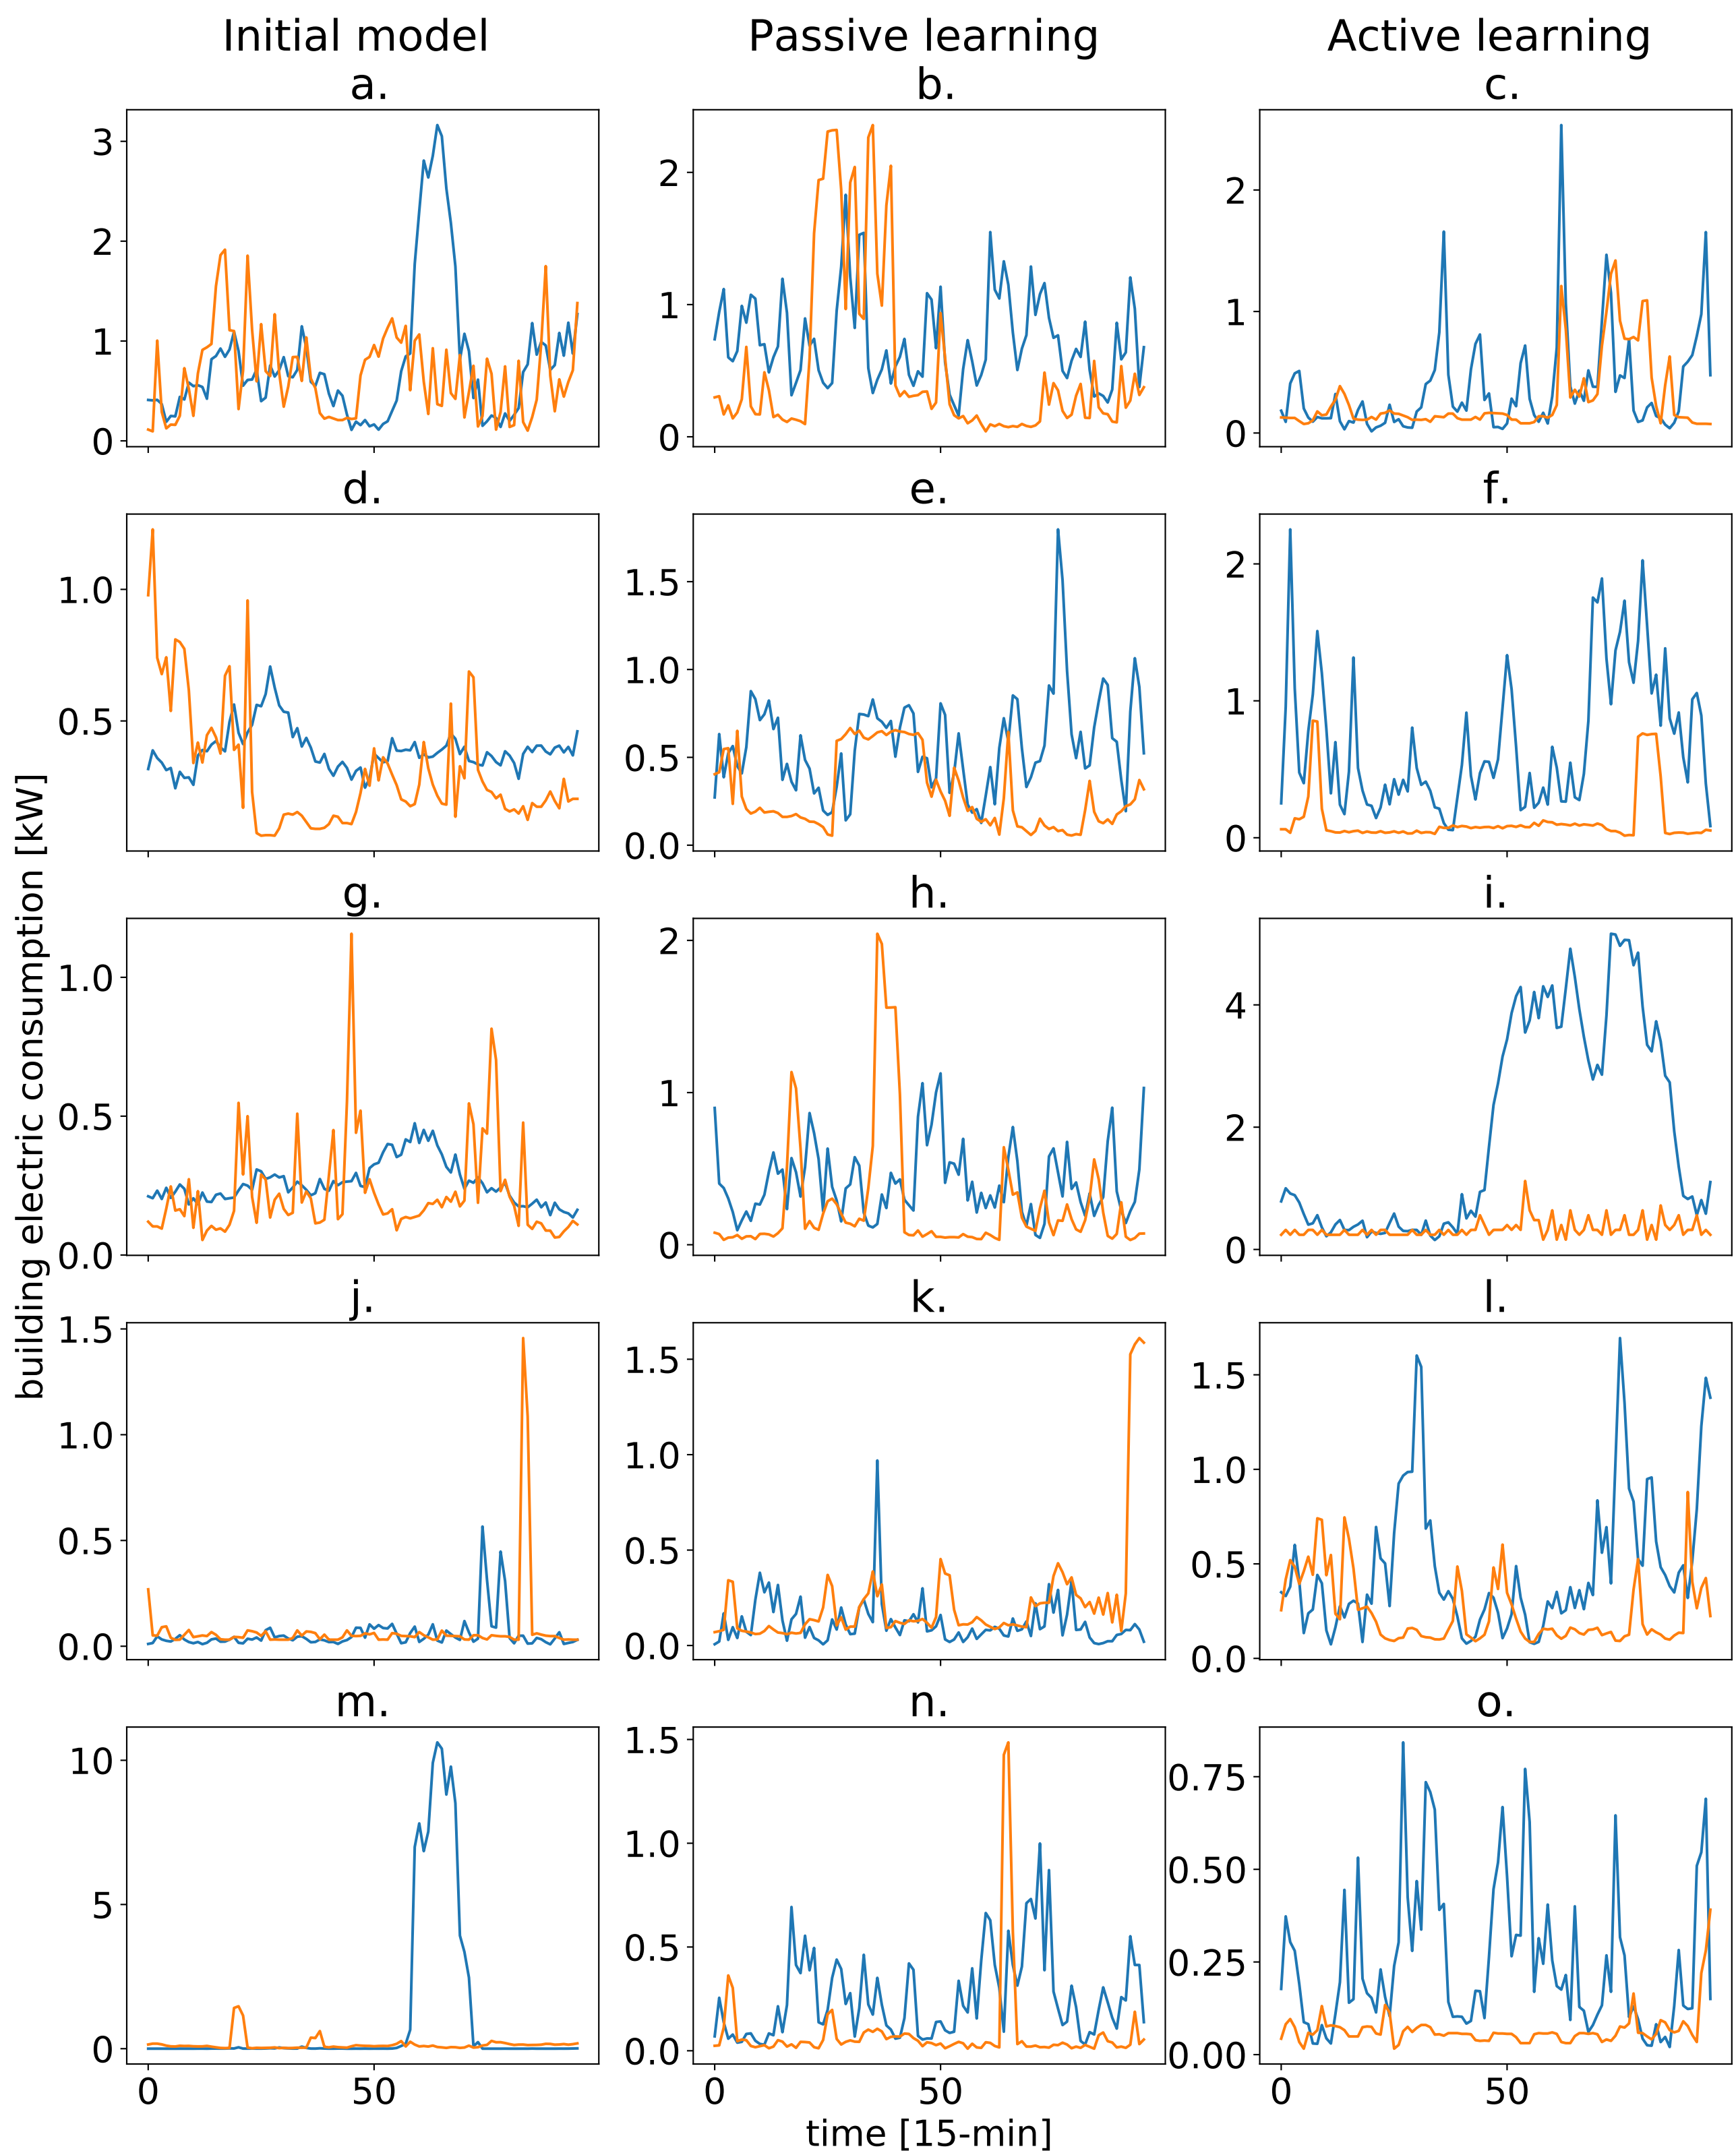 Initial model
Passive learning
Active learning
a.
b.
c.
3
2
1
0
2
1
0
2
1
0
d.
e.
f.
1.0
0.5
1.5
1.0
0.5
0.0
2
1
0
g.
h.
i.
1.0
0.5
0.0
2
1
0
4
2
0
j.
k.
l.
1.5
1.0
0.5
0.0
1.5
1.0
0.5
0.0
1.5
1.0
0.5
0.0
m.
n.
o.
10
5
0
1.5
1.0
0.5
0.0
0.75
0.50
0.25
0.00
0 50
0 50
0 50
time [15-min]
building electric consumption [kW]